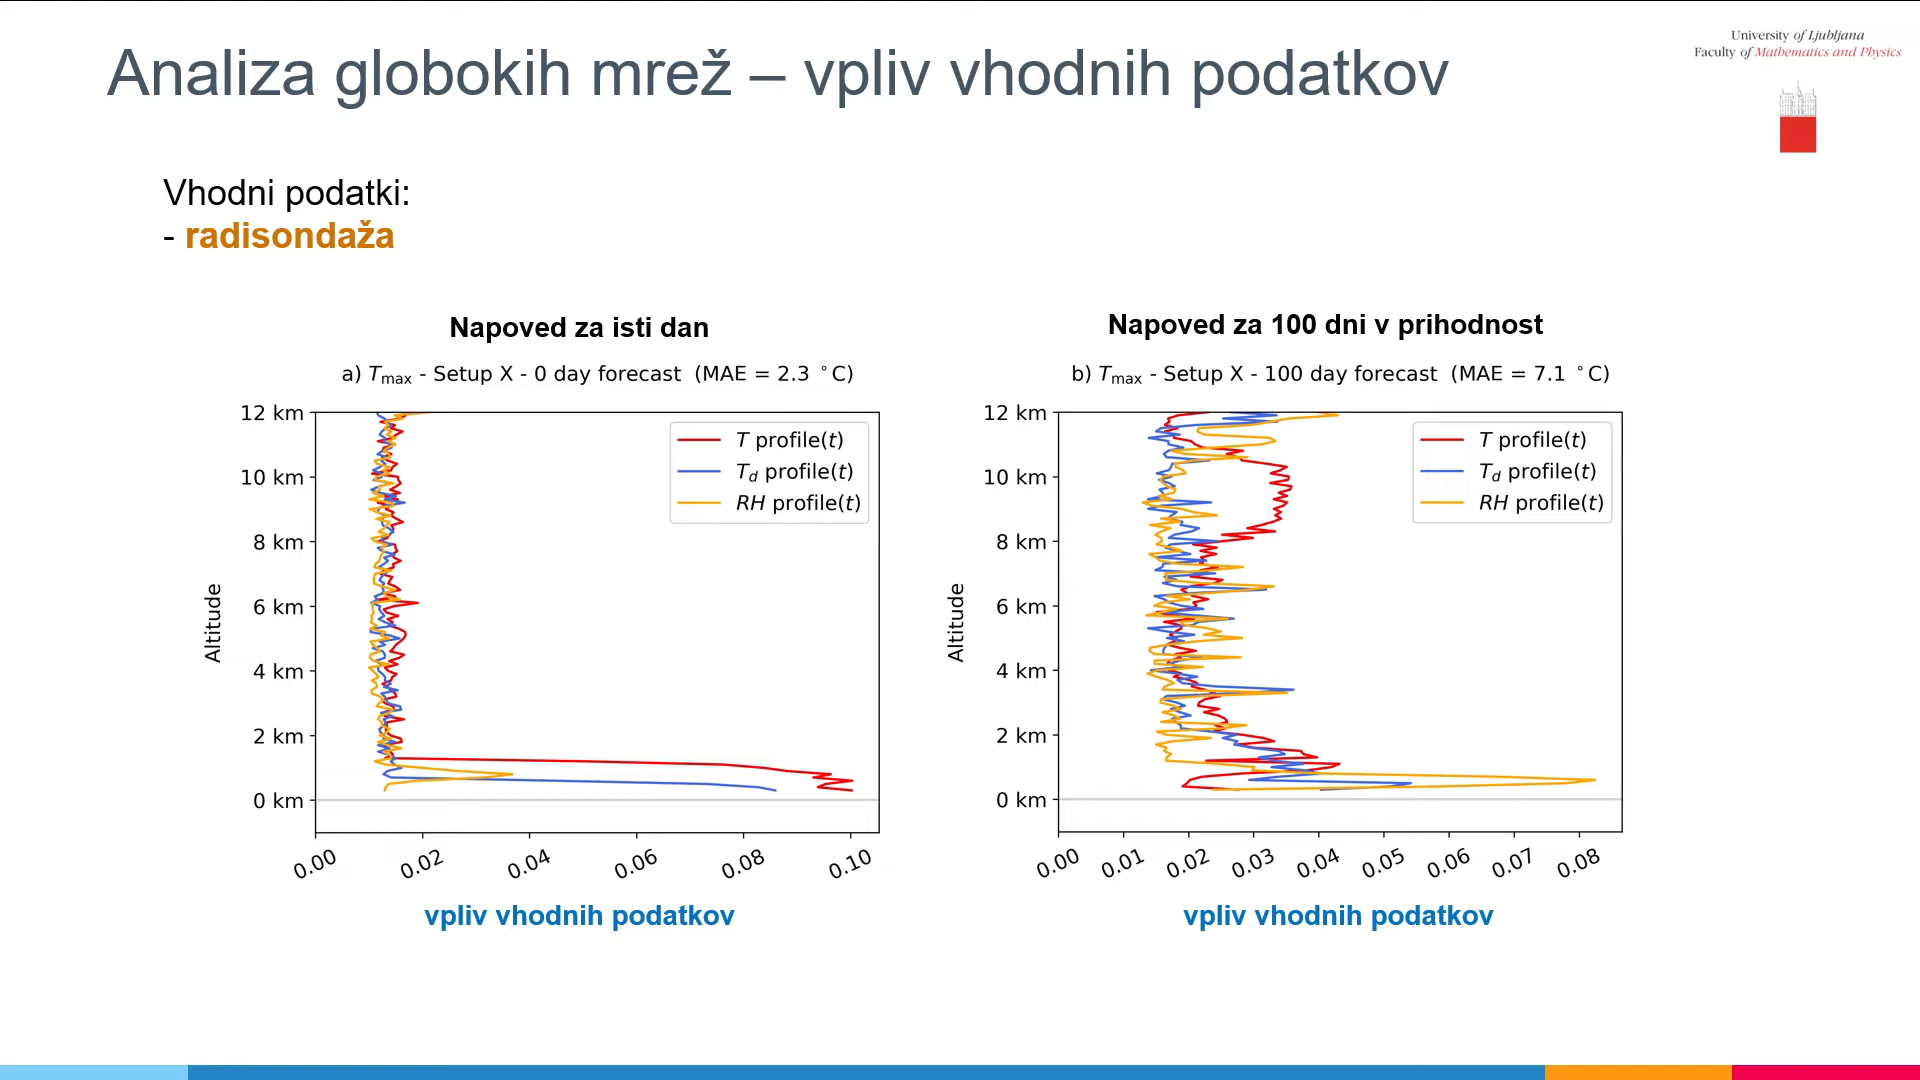 Analiza globokih mrež – vpliv vhodnih podatkov
University of Ljubljana
Faculty of Mathematics and Physics
Vhodni podatki:
- radisondaža
Napoved za isti dan
a) Tmax - Setup X - 0 day forecast (MAE = 2.3 °C)
12 km
10 km
8 km
6 km
4 km
2 km
0 km
Altitude
T profile(t)
Td profile(t)
RH profile(t)
0.00 0.02 0.04 0.06 0.08 0.10
vpliv vhodnih podatkov
Napoved za 100 dni v prihodnost
b) Tmax - Setup X - 100 day forecast (MAE = 7.1 °C)
12 km
10 km
8 km
6 km
4 km
2 km
0 km
Altitude
T profile(t)
Td profile(t)
RH profile(t)
0.00 0.01 0.02 0.03 0.04 0.05 0.06 0.07 0.08
vpliv vhodnih podatkov